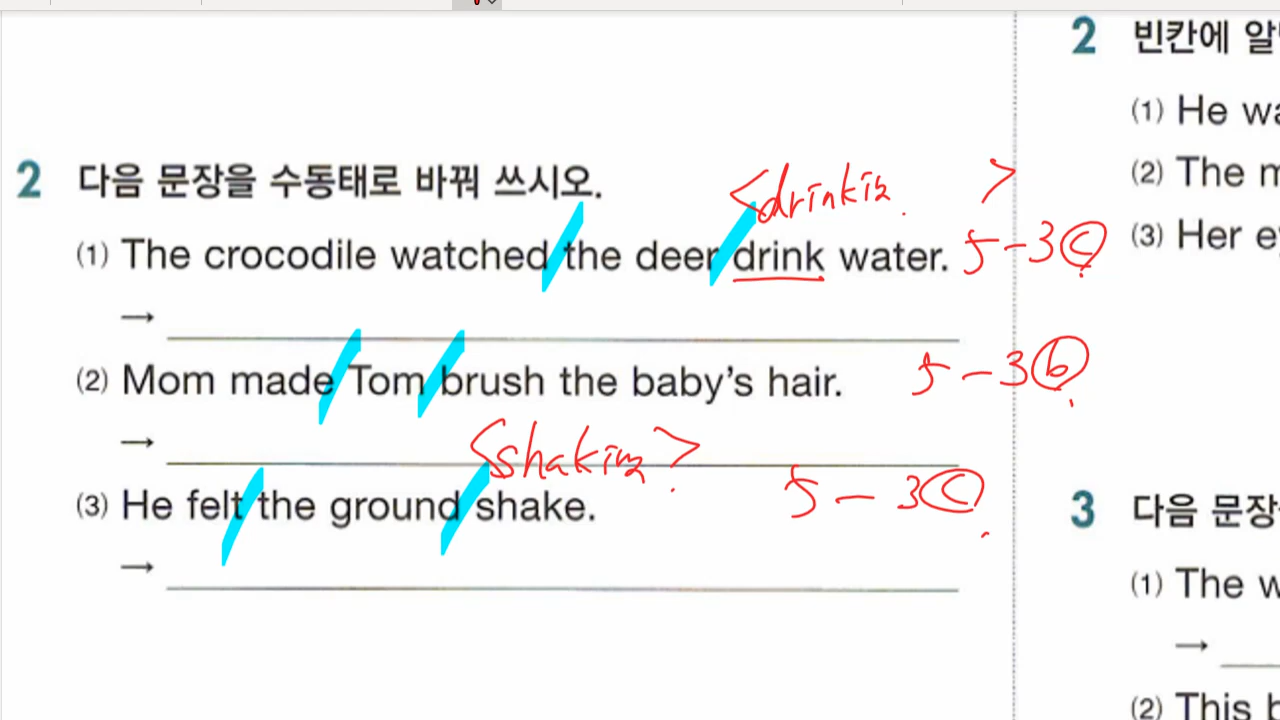 2 다음 문장을 수동태로 바꿔 쓰시오.
<drinkin. >
(1) The crocodile watched the deer drink water. 5-3ⓒ
→
(2) Mom made Tom brush the baby's hair. 5-3ⓑ
→
<shaking>
(3) He felt the ground shake. 5-3ⓒ
→
2 빈칸에 알
(1) He wa
(2) The m
(3) Her e
3 다음 문장
(1) The w
→
(2) This b